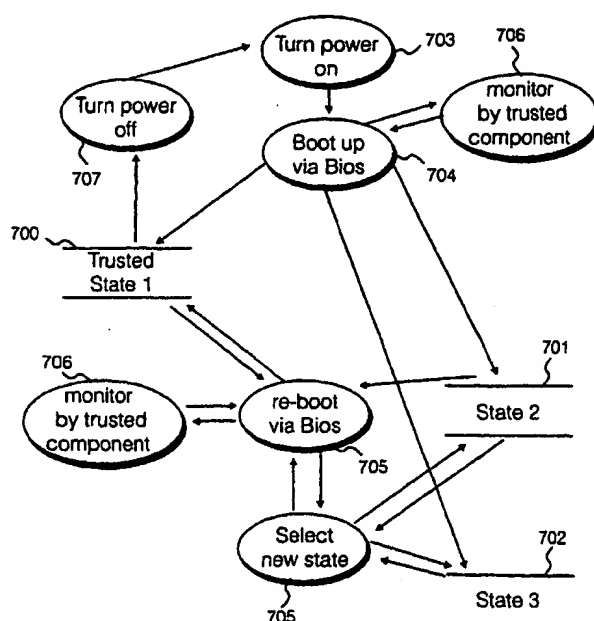 Turn power
on
703
706
monitor
by trusted
component
Turn power
off
707
Boot up
via Bios
704
700
Trusted
State 1
706
monitor
by trusted
component
re-boot
via Bios
705
701
State 2
Select
new state
705
702
State 3